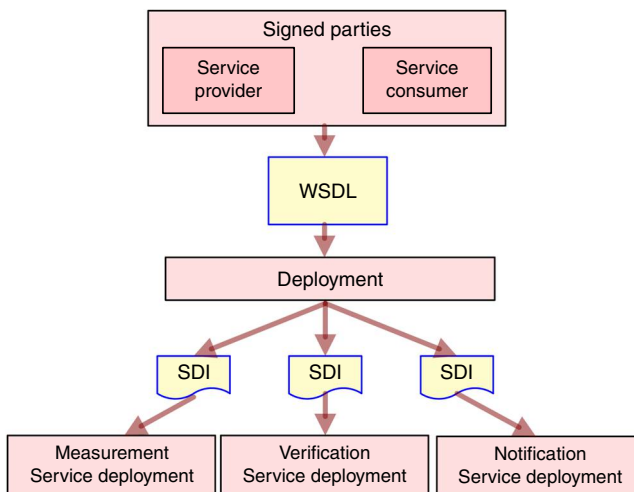 Signed parties
Service
provider
Service
consumer
WSDL
Deployment
SDI
SDI
SDI
Measurement
Service deployment
Verification
Service deployment
Notification
Service deployment